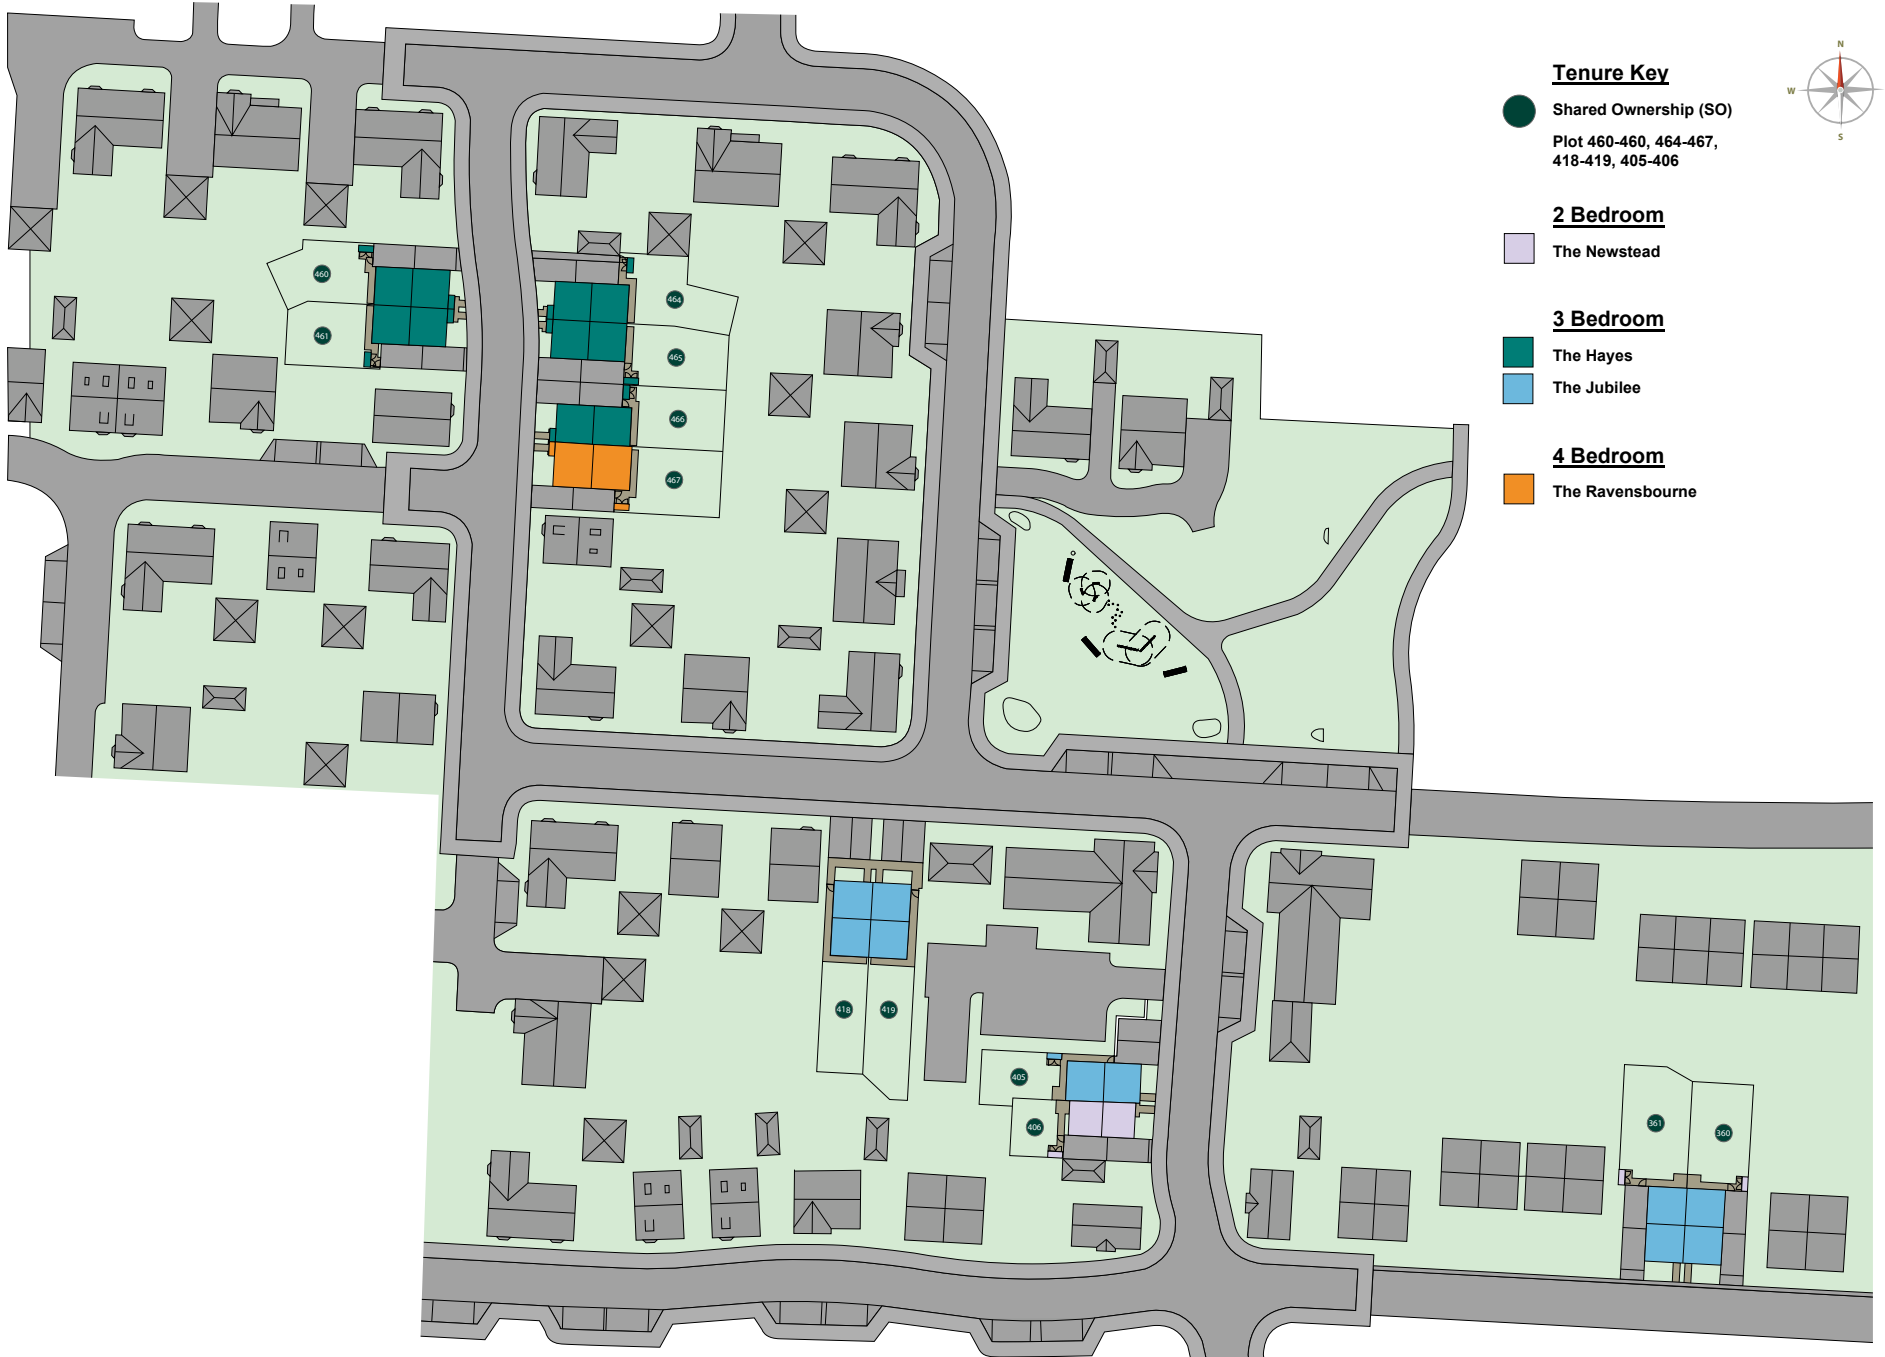 Tenure Key
Shared Ownership (SO)
Plot 460-460, 464-467,
418-419, 405-406
2 Bedroom
The Newstead
3 Bedroom
The Hayes
The Jubilee
4 Bedroom
The Ravensbourne
N
W
S
460
461
464
465
466
467
418
419
405
406
361
360